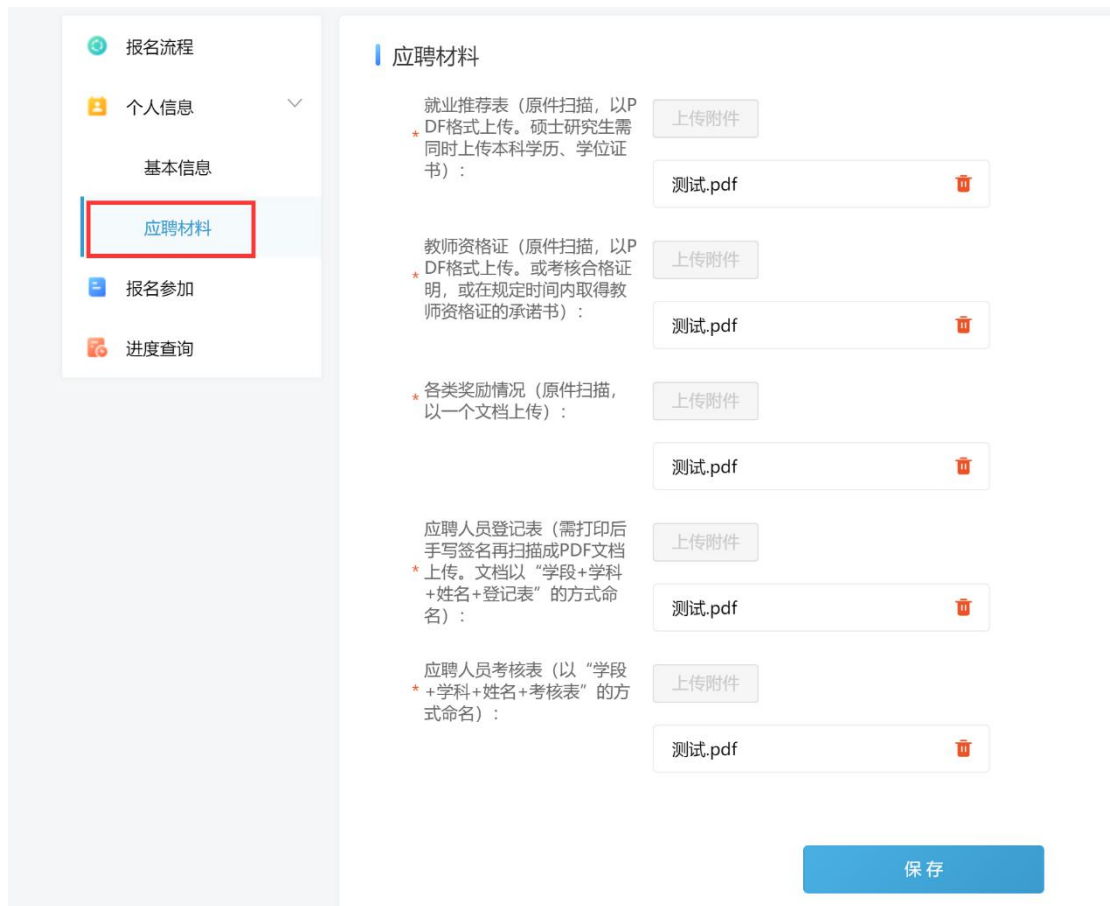 报名流程
个人信息
基本信息
应聘材料
报名参加
进度查询
应聘材料
就业推荐表（原件扫描，以P
DF格式上传。硕士研究生需
同时上传本科学历、学位证
书）：
上传附件
测试.pdf
教师资格证（原件扫描，以P
DF格式上传。或考核合格证
明，或在规定时间内取得教
师资格证的承诺书）：
上传附件
测试.pdf
各类奖励情况（原件扫描，
以一个文档上传）：
上传附件
测试.pdf
应聘人员登记表（需打印后
手写签名再扫描成PDF文档
*上传。文档以“学段+学科
+姓名+登记表”的方式命
名）：
上传附件
测试.pdf
应聘人员考核表（以“学段
*+学科+姓名+考核表”的方
式命名）：
上传附件
测试.pdf
保存